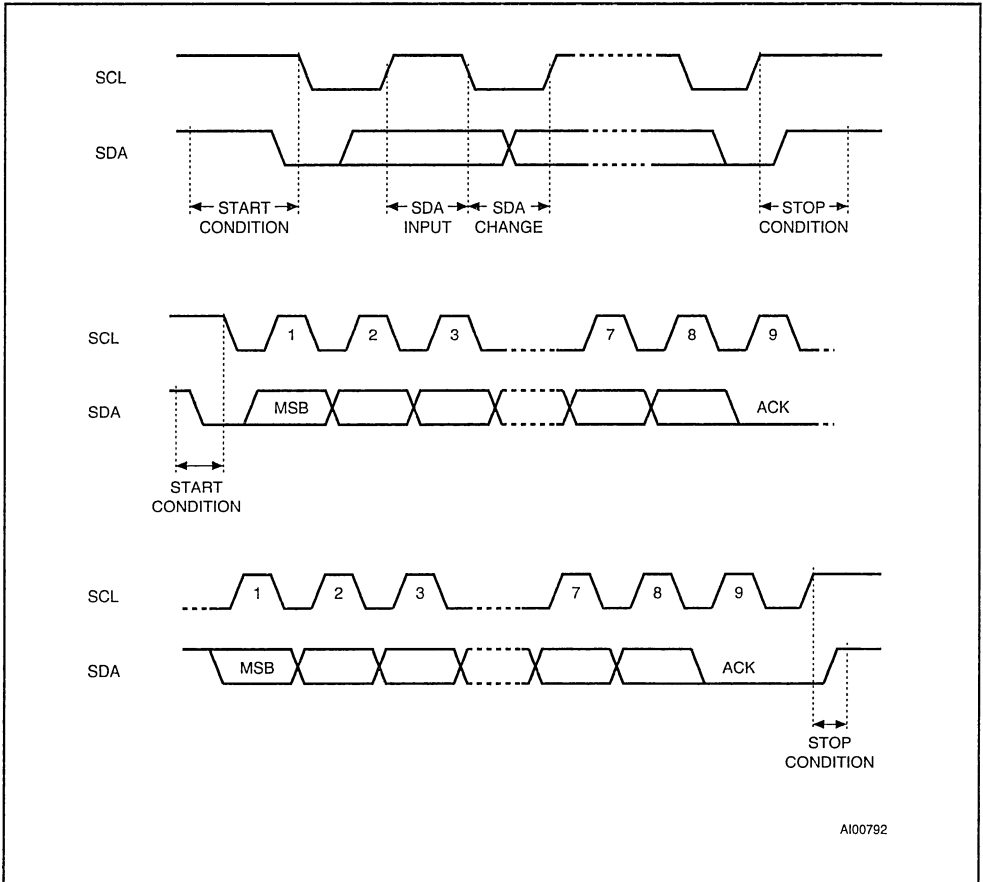 SCL
SDA
START
CONDITION
SDA
INPUT
SDA
CHANGE
STOP
CONDITION
SCL
1 2 3 7 8 9
SDA
MSB
ACK
START
CONDITION
SCL
1 2 3 7 8 9
SDA
MSB
ACK
STOP
CONDITION
AI00792